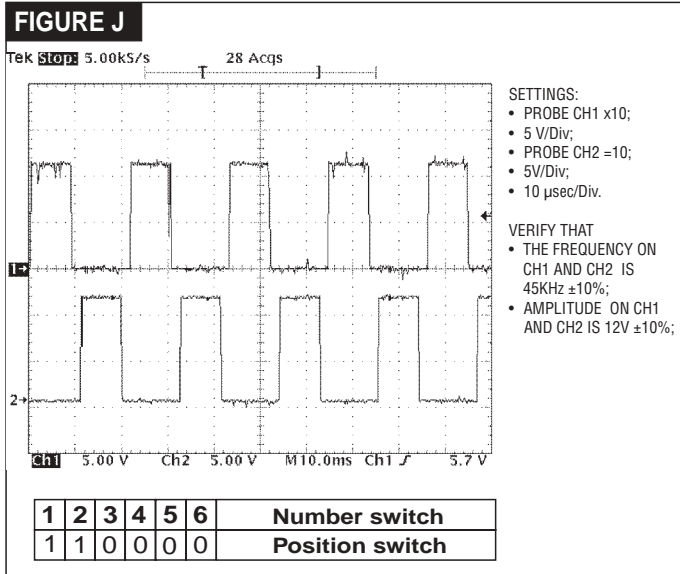 FIGURE J
Tek Stop: 5.00kS/s 28 Acqs
T
SETTINGS:
• PROBE CH1 x10;
• 5 V/Div;
• PROBE CH2 =10;
• 5V/Div;
• 10 µsec/Div.
VERIFY THAT
• THE FREQUENCY ON
CH1 AND CH2 IS
45KHz ±10%;
• AMPLITUDE ON CH1
AND CH2 IS 12V ±10%;
1
2
Ch1 5.00 V Ch2 5.00 V M10.0ms Ch1 5.7 V
1 2 3 4 5 6 Number switch
1 1 0 0 0 0 Position switch